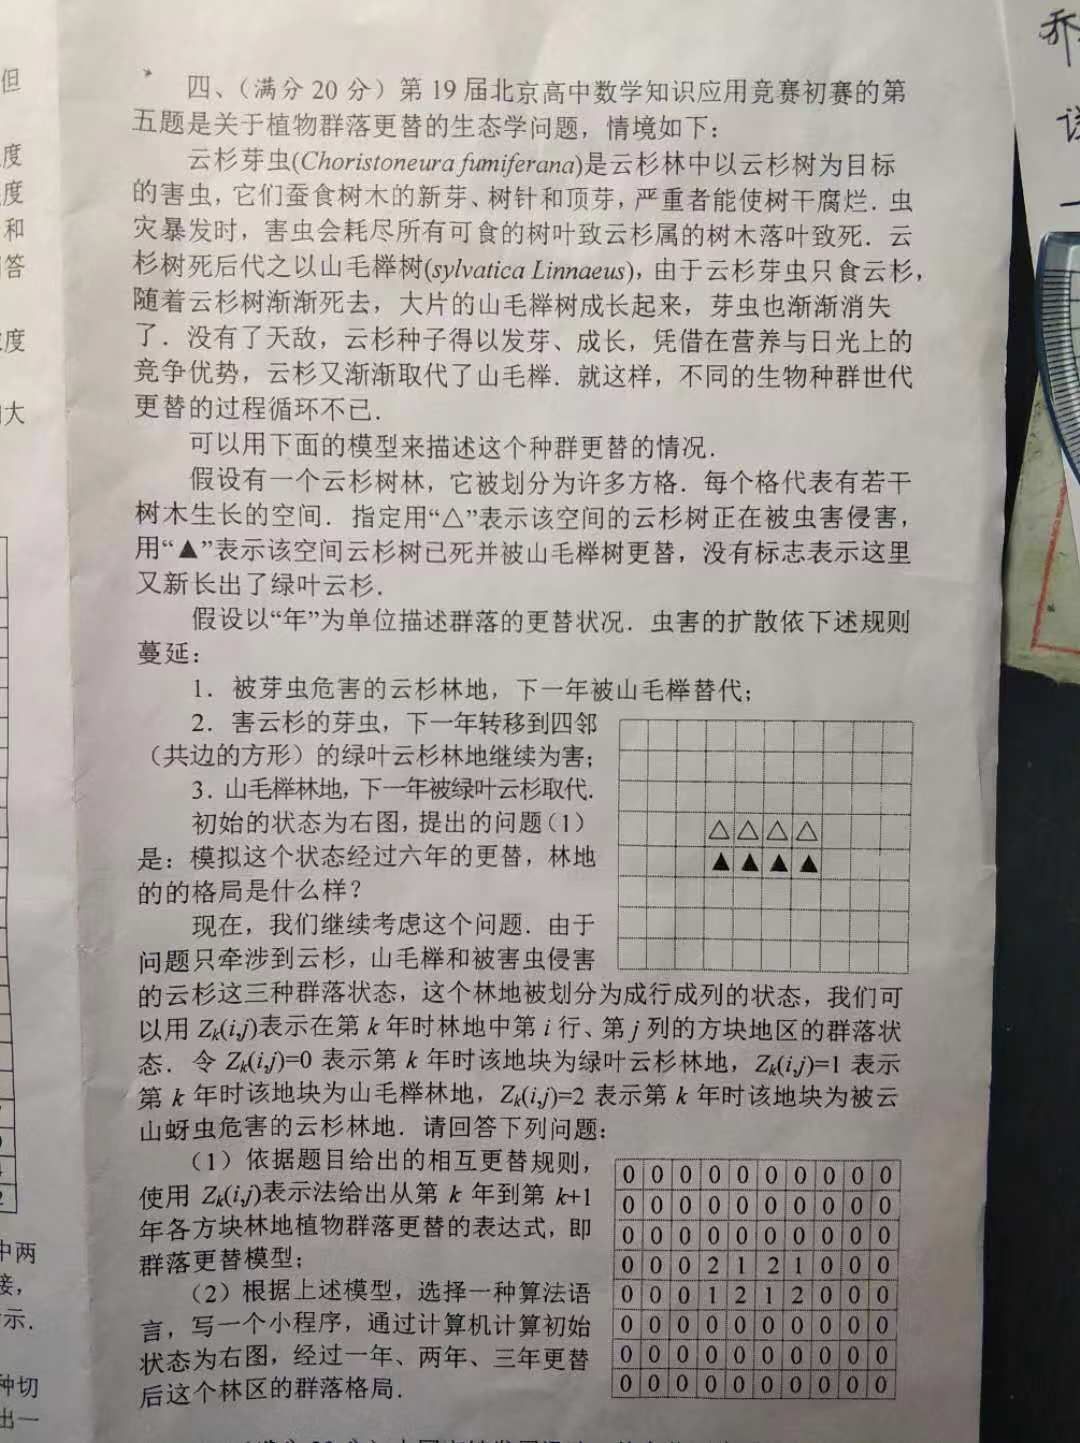 四、（满分 20 分）第 19 届北京高中数学知识应用竞赛初赛的第
五题是关于植物群落更替的生态学问题，情境如下：
云杉芽虫(Choristoneura fumiferana)是云杉林中以云杉树为目标
的害虫，它们蚕食树木的新芽、树针和顶芽，严重者能使树干腐烂．虫
灾暴发时，害虫会耗尽所有可食的树叶致云杉属的树木落叶致死．云
杉树死后代之以山毛榉树(sylvatica Linnaeus)，由于云杉芽虫只食云杉，
随着云杉树渐渐死去，大片的山毛榉树成长起来，芽虫也渐渐消失
了．没有了天敌，云杉种子得以发芽、成长，凭借在营养与日光上的
竞争优势，云杉又渐渐取代了山毛榉．就这样，不同的生物种群世代
更替的过程循环不已．
可以用下面的模型来描述这个种群更替的情况．
假设有一个云杉树林，它被划分为许多方格．每个格代表有若干
树木生长的空间．指定用“△”表示该空间的云杉树正在被虫害侵害，
用“▲”表示该空间云杉树已死并被山毛榉树更替，没有标志表示这里
又新长出了绿叶云杉．
假设以“年”为单位描述群落的更替状况．虫害的扩散依下述规则
蔓延：
1．被芽虫危害的云杉林地，下一年被山毛榉替代；
2．害云杉的芽虫，下一年转移到四邻
（共边的方形）的绿叶云杉林地继续为害；
3．山毛榉林地，下一年被绿叶云杉取代．
初始的状态为右图，提出的问题（1）
是：模拟这个状态经过六年的更替，林地
的的格局是什么样？
△ △ △ △
▲ ▲ ▲ ▲
现在，我们继续考虑这个问题．由于
问题只牵涉到云杉，山毛榉和被害虫侵害
的云杉这三种群落状态，这个林地被划分为成行成列的状态，我们可
以用 Zk(i,j)表示在第 k 年时林地中第 i 行、第 j 列的方块地区的群落状
态．令 Zk(i,j)=0 表示第 k 年时该地块为绿叶云杉林地，Zk(i,j)=1 表示
第 k 年时该地块为山毛榉林地，Zk(i,j)=2 表示第 k 年时该地块为被云
山蚜虫危害的云杉林地．请回答下列问题：
（1）依据题目给出的相互更替规则，
使用 Zk(i,j)表示法给出从第 k 年到第 k+1
年各方块林地植物群落更替的表达式，即
群落更替模型；
（2）根据上述模型，选择一种算法语
言，写一个小程序，通过计算机计算初始
状态为右图，经过一年、两年、三年更替
后这个林区的群落格局．
0 0 0 0 0 0 0 0 0 0
0 0 0 0 0 0 0 0 0 0
0 0 0 0 0 0 0 0 0 0
0 0 0 2 1 2 1 0 0 0
0 0 0 1 2 1 2 0 0 0
0 0 0 0 0 0 0 0 0 0
0 0 0 0 0 0 0 0 0 0
0 0 0 0 0 0 0 0 0 0
但
度
度
和
答
度
大
中两
接，
示．
种切
出一
乔